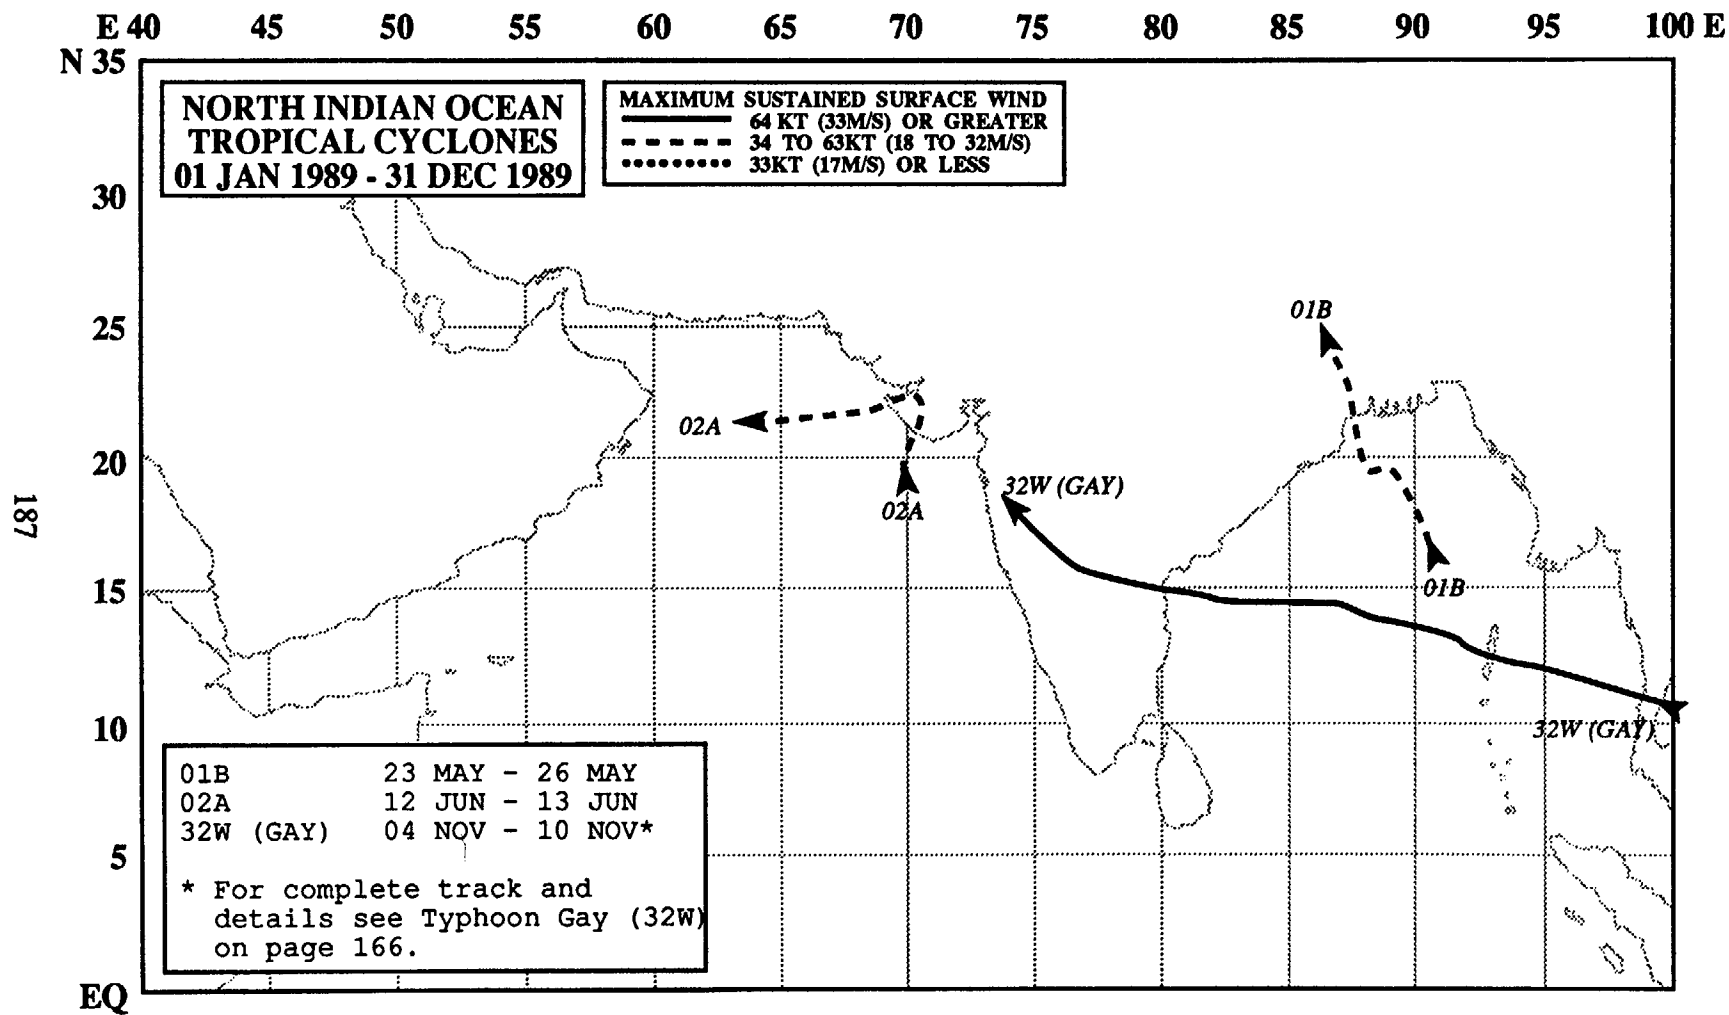 E 40 45 50 55 60 65 70 75 80 85 90 95 100 E
N 35
NORTH INDIAN OCEAN
TROPICAL CYCLONES
01 JAN 1989 - 31 DEC 1989
MAXIMUM SUSTAINED SURFACE WIND
64 KT (33M/S) OR GREATER
34 TO 63KT (18 TO 32M/S)
33KT (17M/S) OR LESS
30
25
01B
02A
20
32W (GAY)
02A
187
15
01B
10
32W (GAY)
01B 23 MAY - 26 MAY
02A 12 JUN - 13 JUN
32W (GAY) 04 NOV - 10 NOV*
5
* For complete track and
details see Typhoon Gay (32W)
on page 166.
EQ